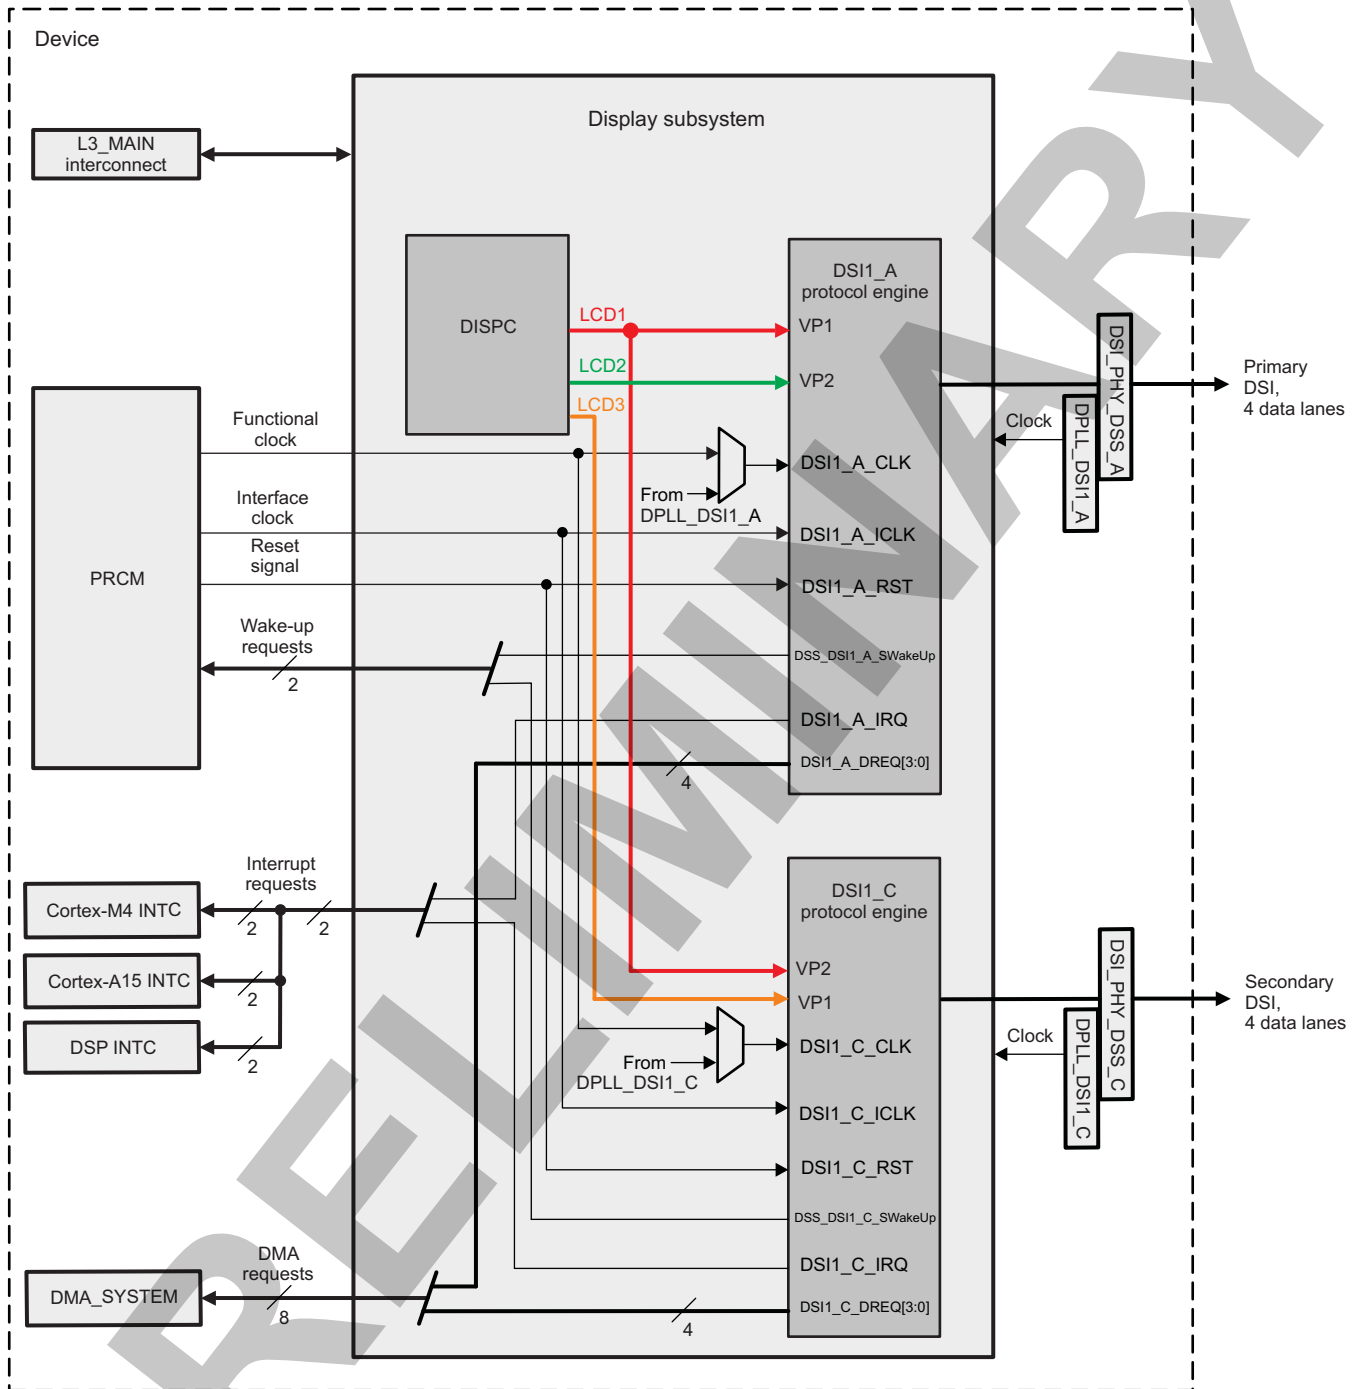 Device
Display subsystem
L3_MAIN
interconnect
DISPC
LCD1
LCD2
LCD3
DSI1_A
protocol engine
VP1
VP2
DSI1_A_CLK
DSI1_A_ICLK
DSI1_A_RST
DSS_DSI1_A_SWakeUp
DSI1_A_IRQ
DSI1_A_DREQ[3:0]
From
DPLL_DSI1_A
4
DSI_PHY_DSS_A
DPLL_DSI1_A
Clock
Primary
DSI,
4 data lanes
PRCM
Functional
clock
Interface
clock
Reset
signal
Wake-up
requests
2
Interrupt
requests
Cortex-M4 INTC
2
2
Cortex-A15 INTC
2
DSP INTC
2
DSI1_C
protocol engine
VP2
VP1
DSI1_C_CLK
DSI1_C_ICLK
DSI1_C_RST
DSS_DSI1_C_SWakeUp
DSI1_C_IRQ
DSI1_C_DREQ[3:0]
From
DPLL_DSI1_C
4
DSI_PHY_DSS_C
DPLL_DSI1_C
Clock
Secondary
DSI,
4 data lanes
DMA
requests
DMA_SYSTEM
8
RELIMINARY